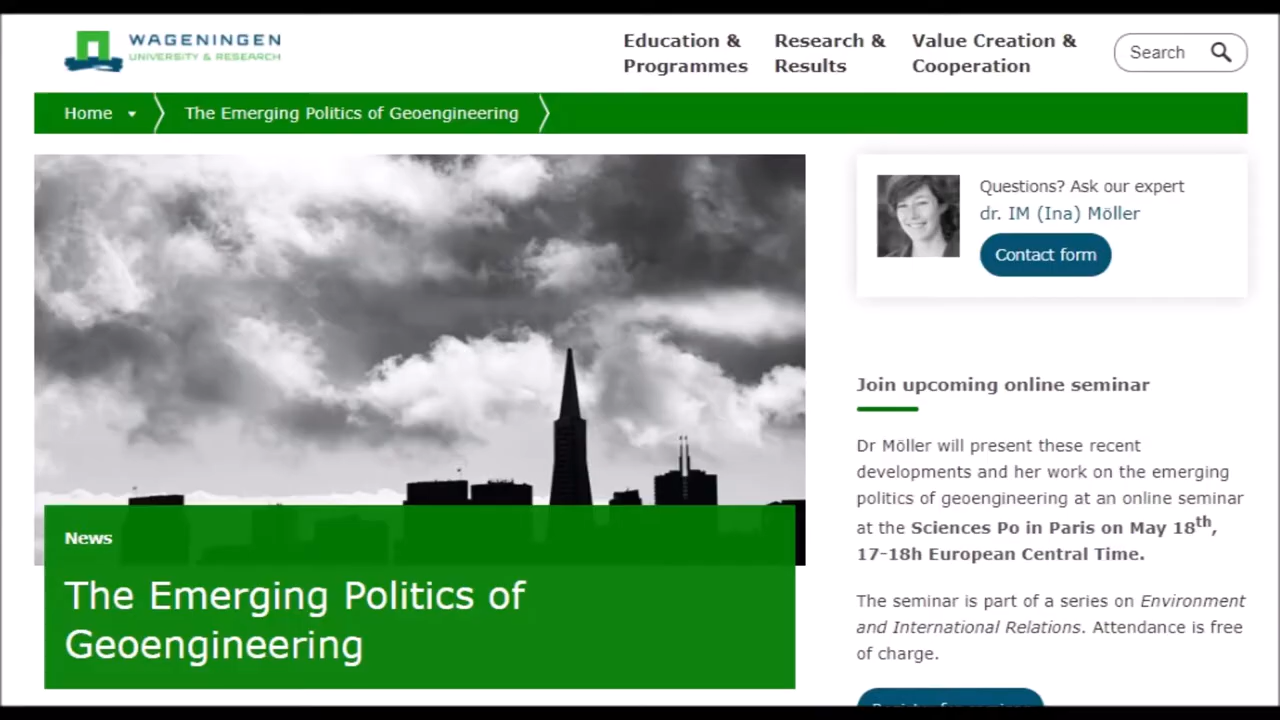 WAGENINGEN
UNIVERSITY & RESEARCH
Education &
Programmes
Research &
Results
Value Creation &
Cooperation
Search
Home
The Emerging Politics of Geoengineering
Questions? Ask our expert
dr. IM (Ina) Möller
Contact form
News
The Emerging Politics of
Geoengineering
Join upcoming online seminar
Dr Möller will present these recent
developments and her work on the emerging
politics of geoengineering at an online seminar
at the Sciences Po in Paris on May 18th,
17-18h European Central Time.
The seminar is part of a series on Environment
and International Relations. Attendance is free
of charge.